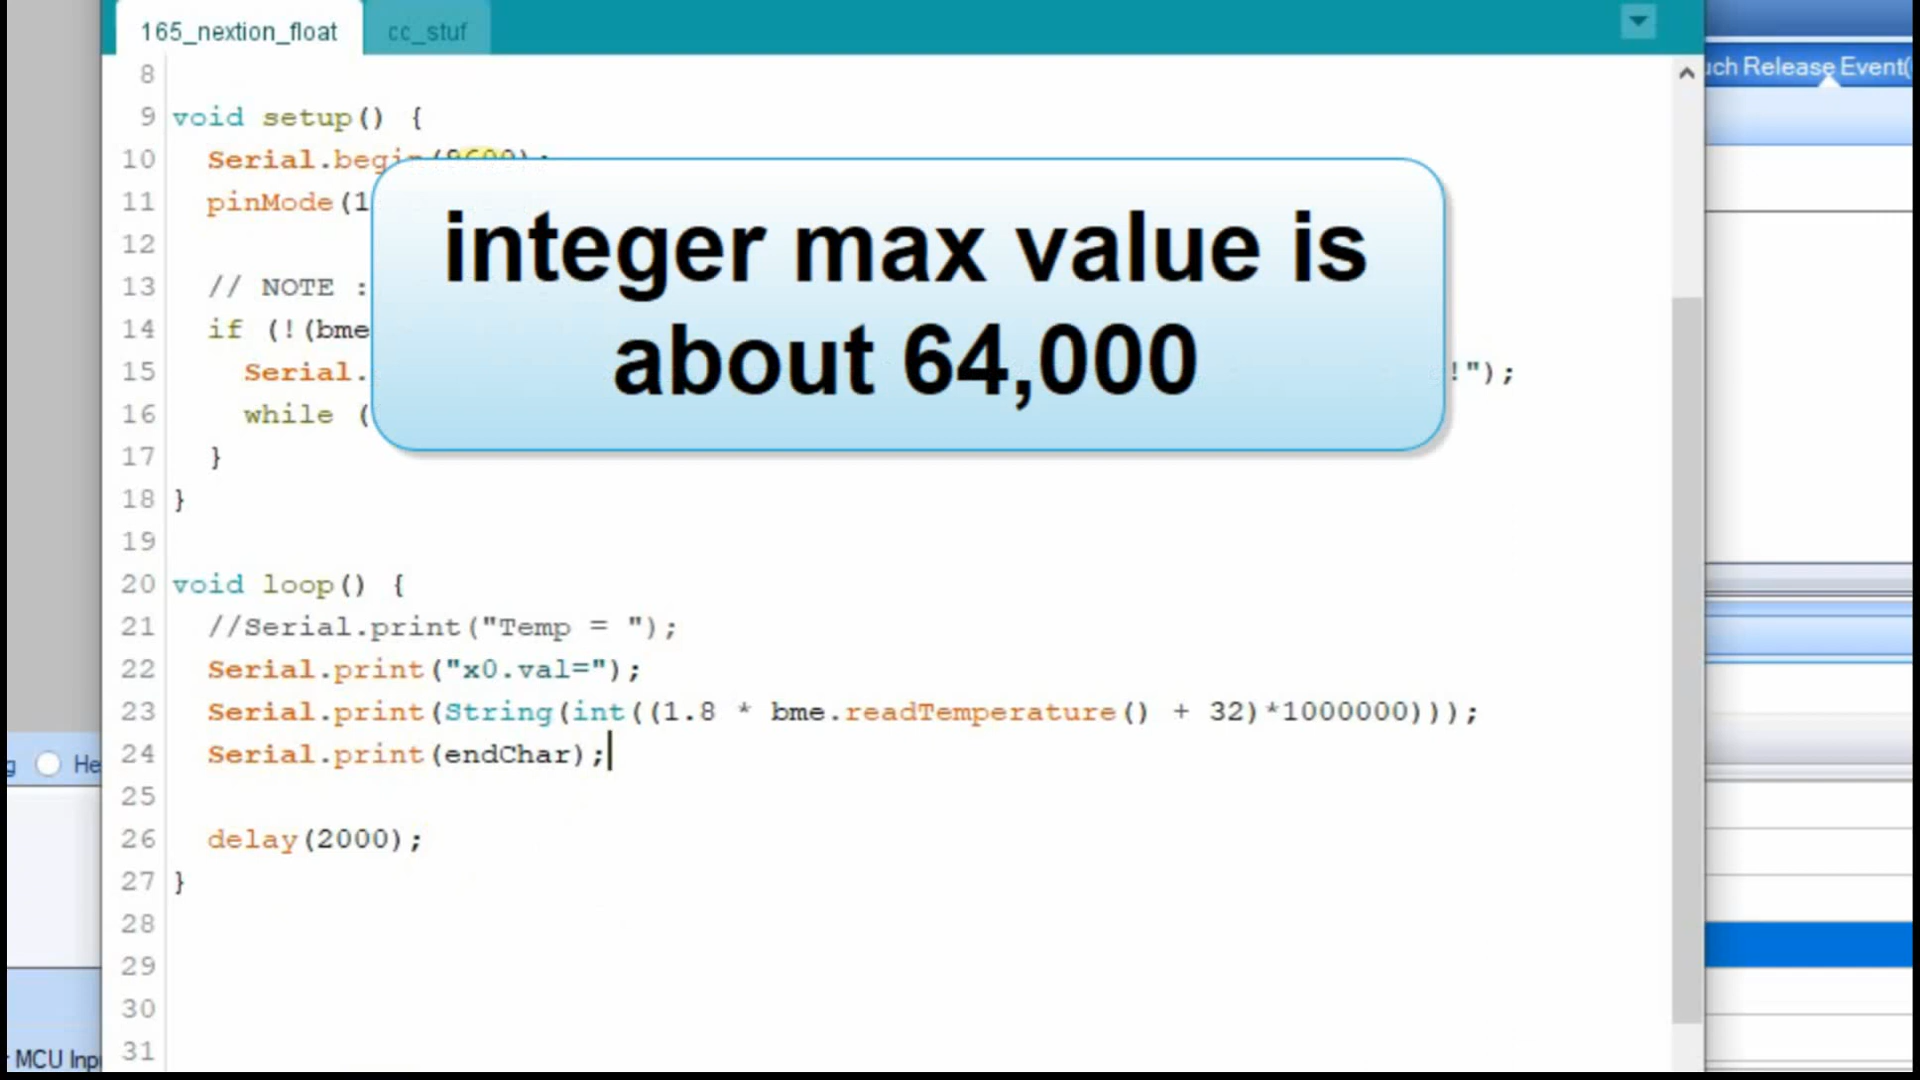 165_nextion_float
cc_stuf
uch Release Event(
8
9 void setup() {
10 Serial.begin(9600);
11 pinMode(1
12
13 // NOTE :
14 if (!(bme
15 Serial. !");
16 while (
17 }
18 }
19
20 void loop() {
21 //Serial.print("Temp = ");
22 Serial.print("x0.val=");
23 Serial.print(String(int((1.8 * bme.readTemperature() + 32)*1000000)));
24 Serial.print(endChar);
25
26 delay(2000);
27 }
28
29
30
31
integer max value is
about 64,000
g He
MCU Inp